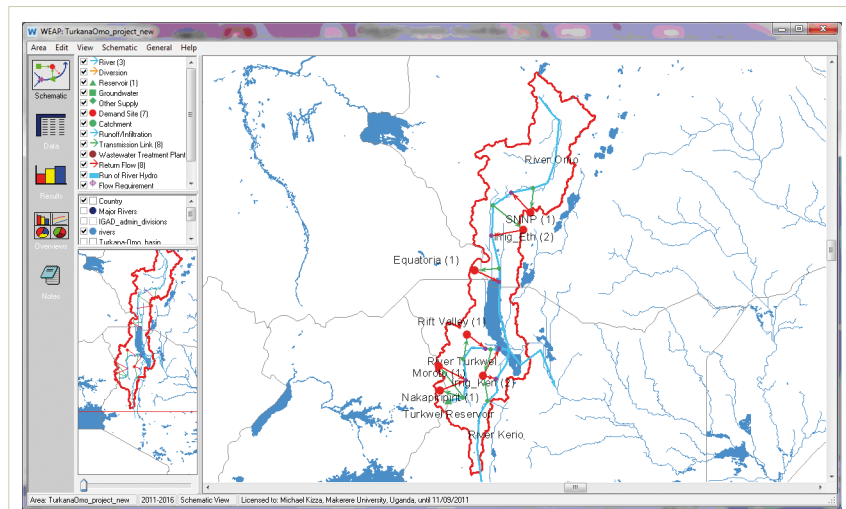 WEAP: TurkanaOmo_project_new
Area Edit View Schematic General Help
Schematic
Data
Results
Overviews
Notes
River (3)
Diversion
Reservoir (1)
Groundwater
Other Supply
Demand Site (7)
Catchment
Runoff/Infiltration
Transmission Link (8)
Wastewater Treatment Plant
Return Flow (8)
Run of River Hydro
Flow Requirement
Country
Major Rivers
IGAD_admin_divisions
rivers
Turkana-Omo_basin
River Omo
SNNP (1)
Irrig_Eth (2)
Equatoria (1)
Rift Valley (1)
River Turkwel
Moroto (1)
Irrig_Ken (2)
Nakapiripirit (1)
Turkwel Reservoir
River Kerio
Area: TurkanaOmo_project_new 2011-2016 Schematic View Licensed to: Michael Kizza, Makerere University, Uganda, until 11/09/2011